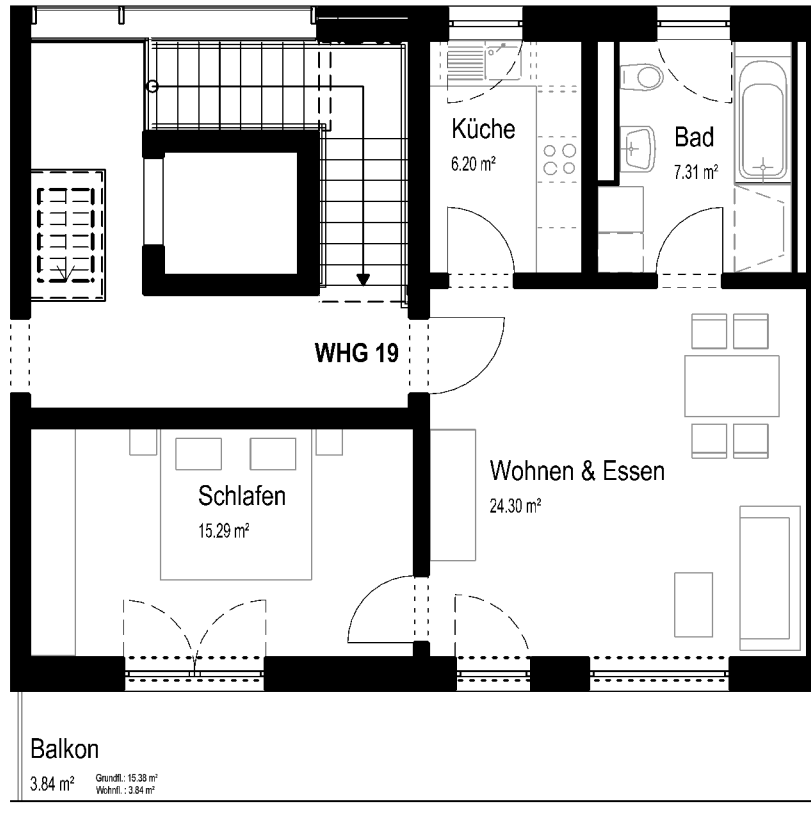 Küche
6.20 m²
Bad
7.31 m²
WHG 19
Wohnen & Essen
24.30 m²
Schlafen
15.29 m²
Balkon
3.84 m²
Grundfl.: 15.38 m²
Wohnfl. : 3.84 m²